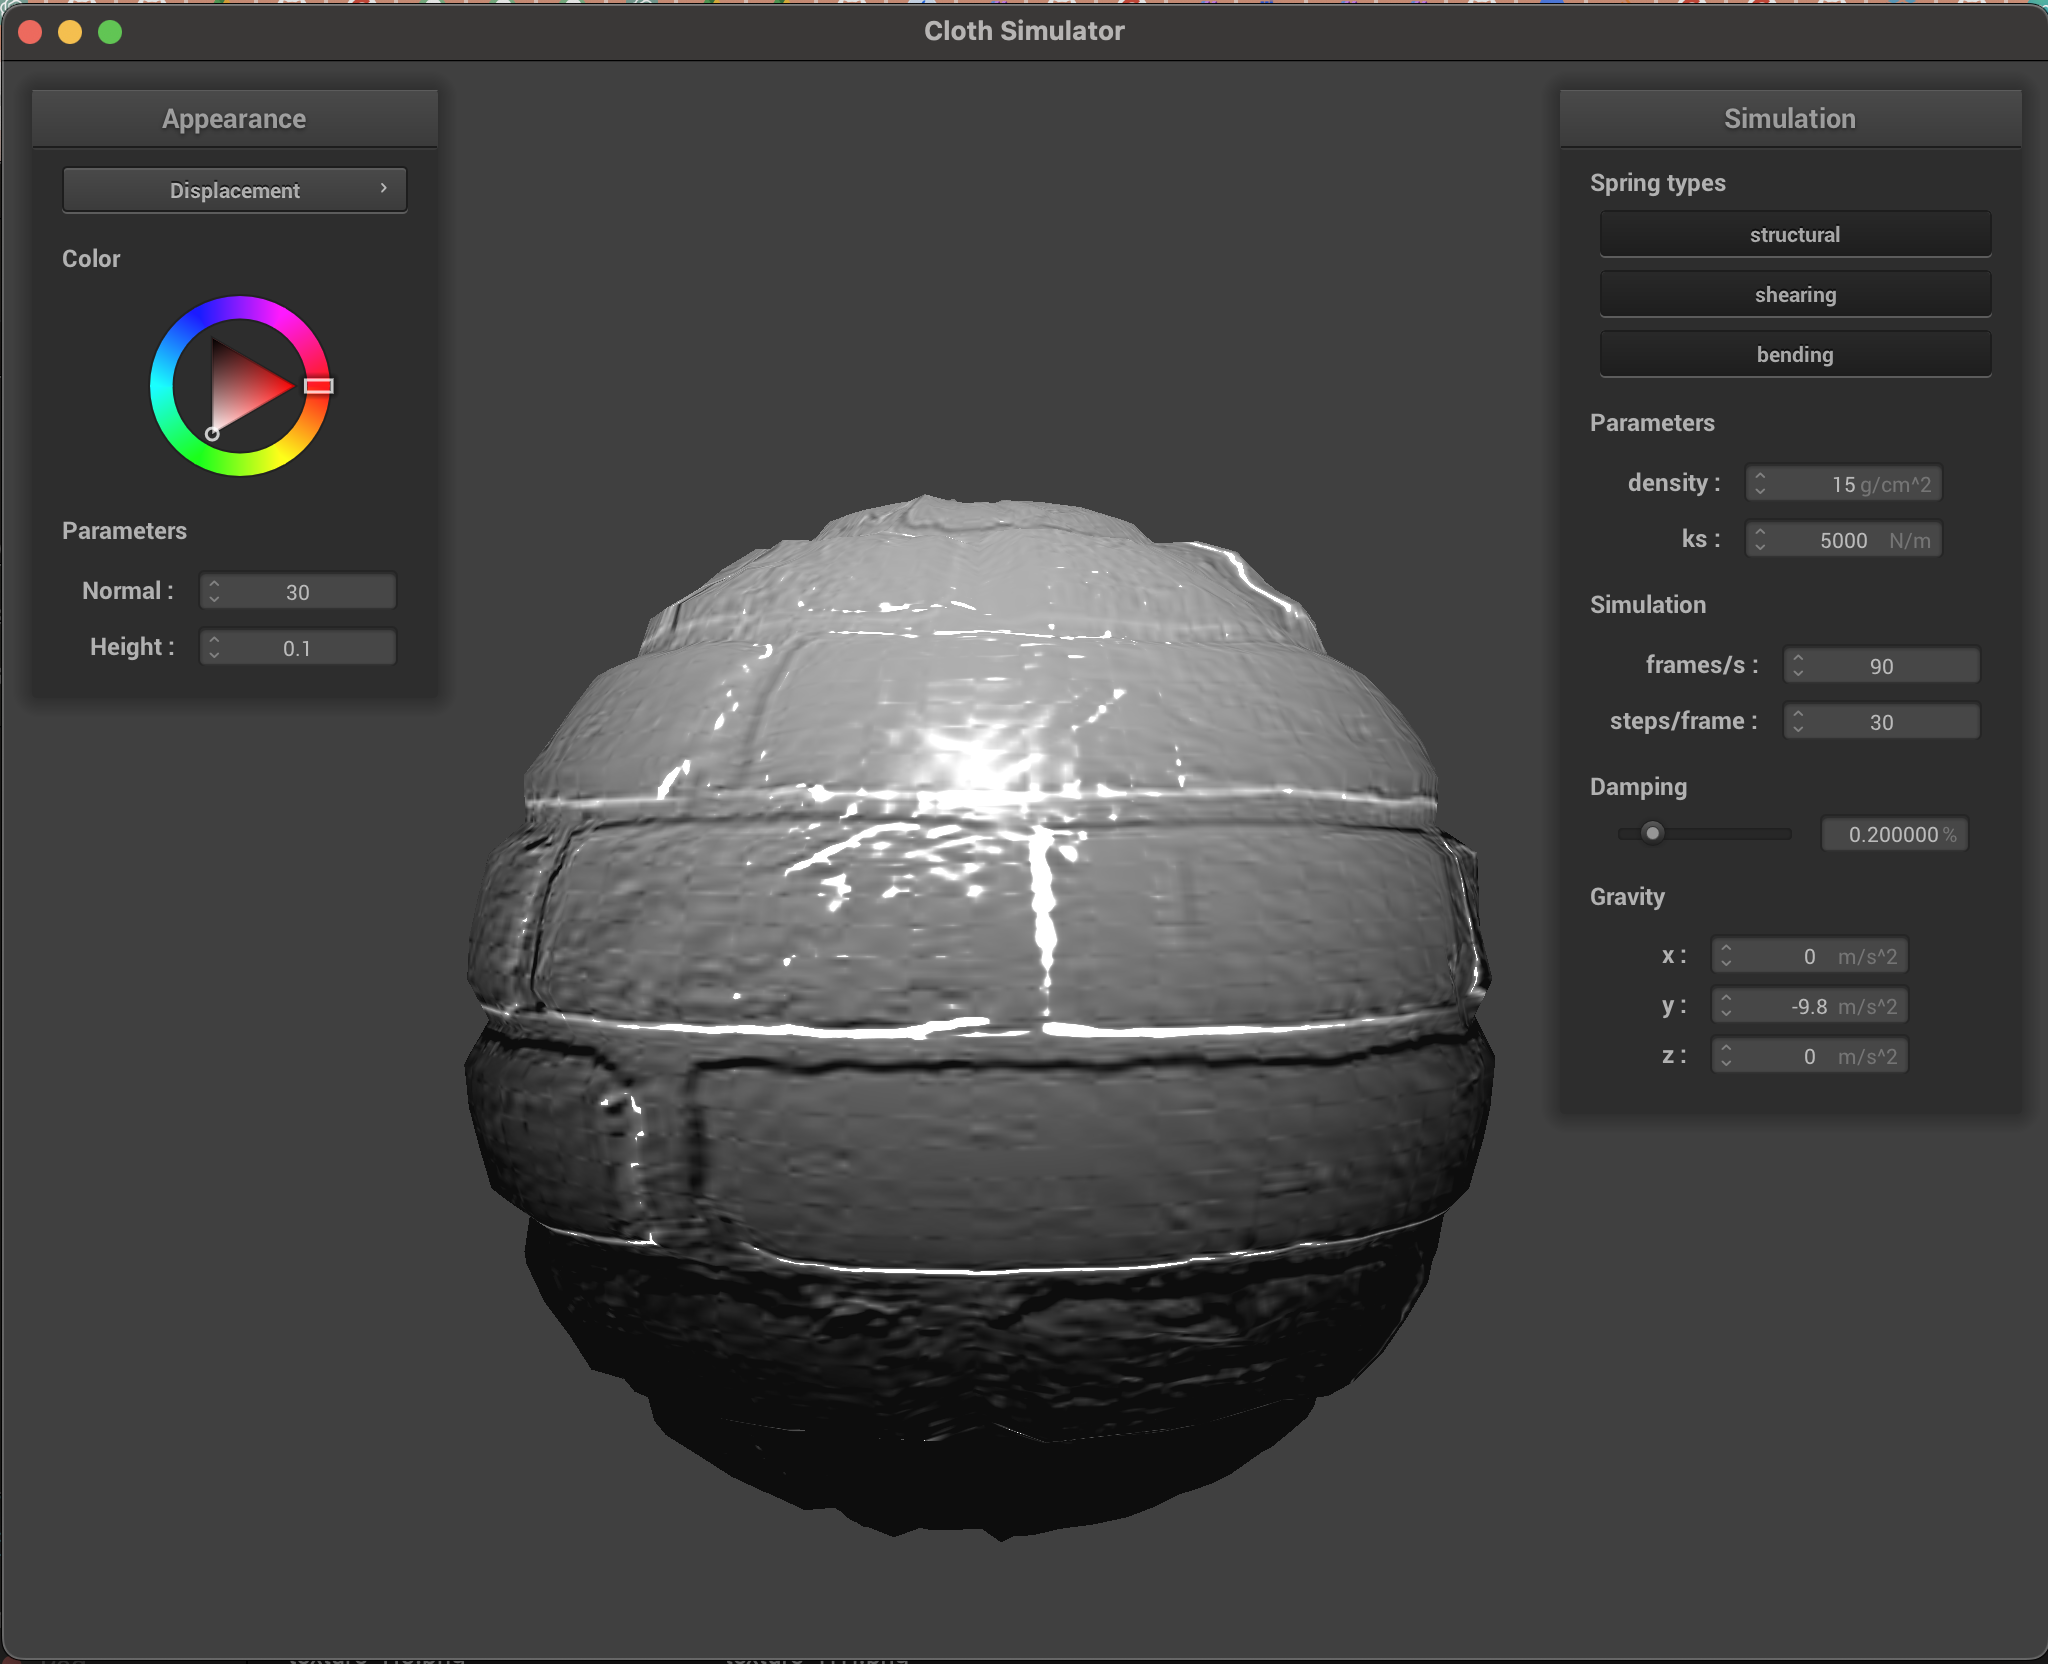 Cloth Simulator
Appearance
Displacement
Color
Parameters
Normal : 30
Height : 0.1
Simulation
Spring types
structural
shearing
bending
Parameters
density : 15 g/cm^2
ks : 5000 N/m
Simulation
frames/s : 90
steps/frame : 30
Damping
0.200000 %
Gravity
x : 0 m/s^2
y : -9.8 m/s^2
z : 0 m/s^2